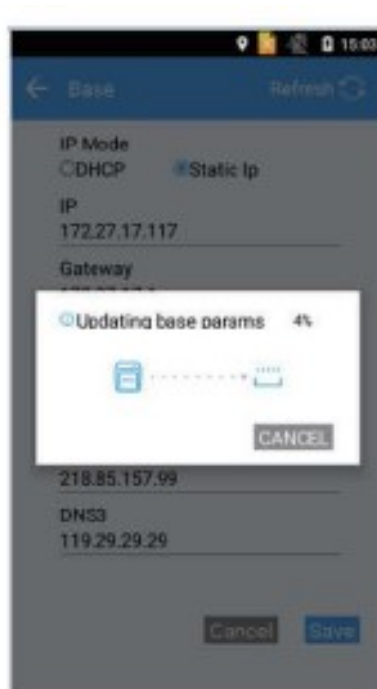 15:03
Base Refresh
IP Mode
DHCP Static Ip
IP
172.27.17.117
Gateway
Updating base params 4%
CANCEL
218.85.157.99
DNS3
119.29.29.29
Cancel Save